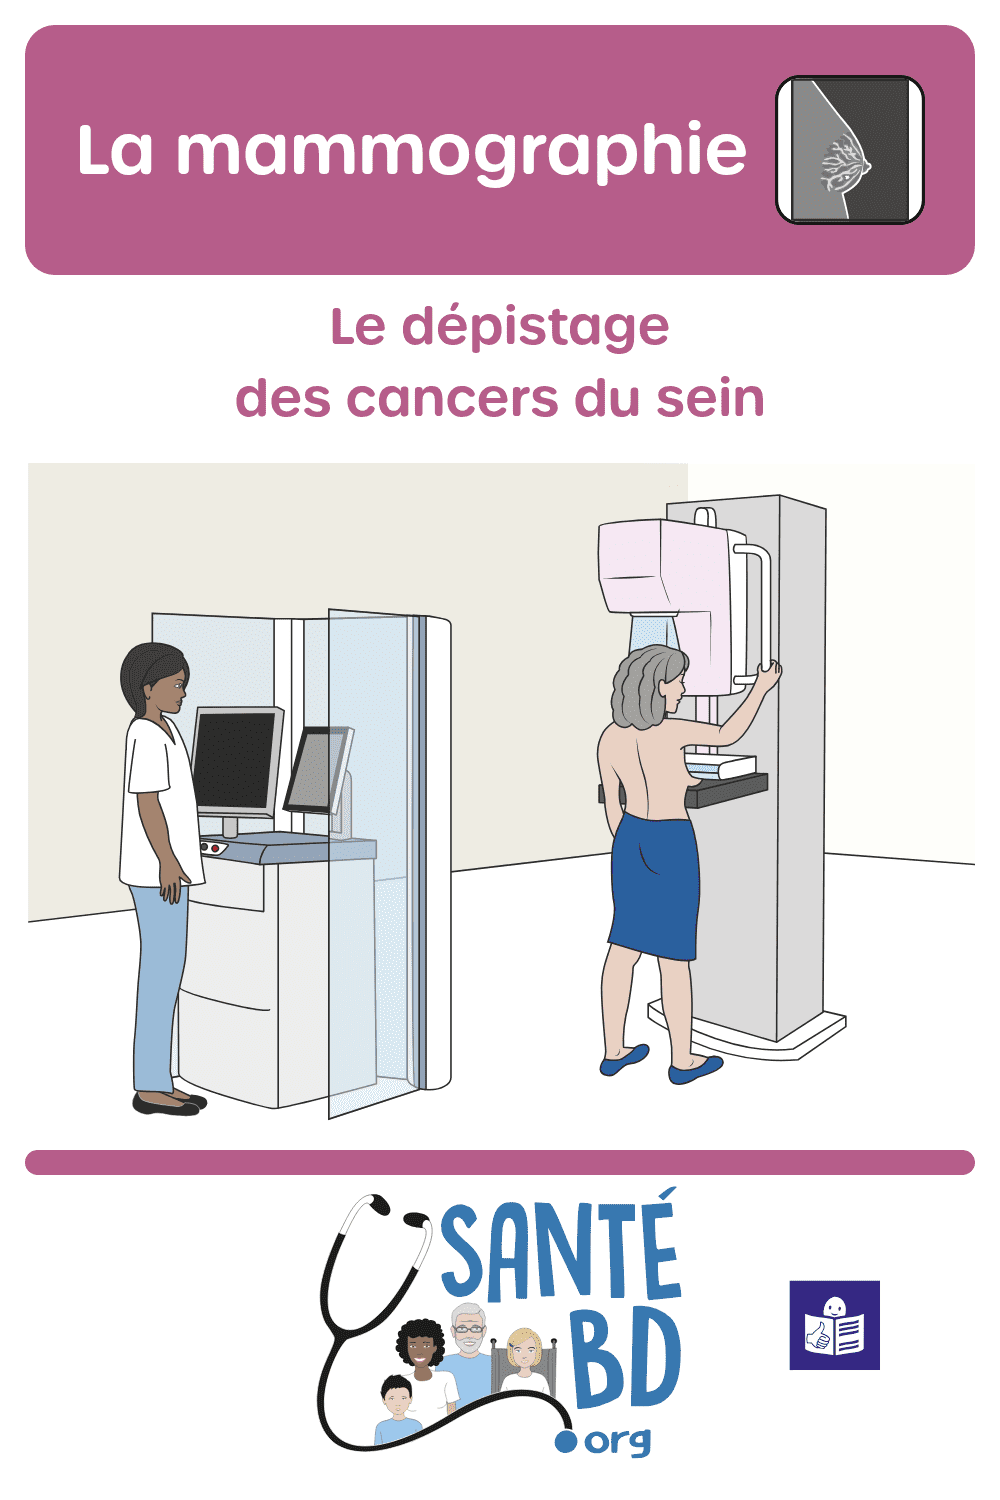 La mammographie
Le dépistage
des cancers du sein
SANTÉ
BD
.org